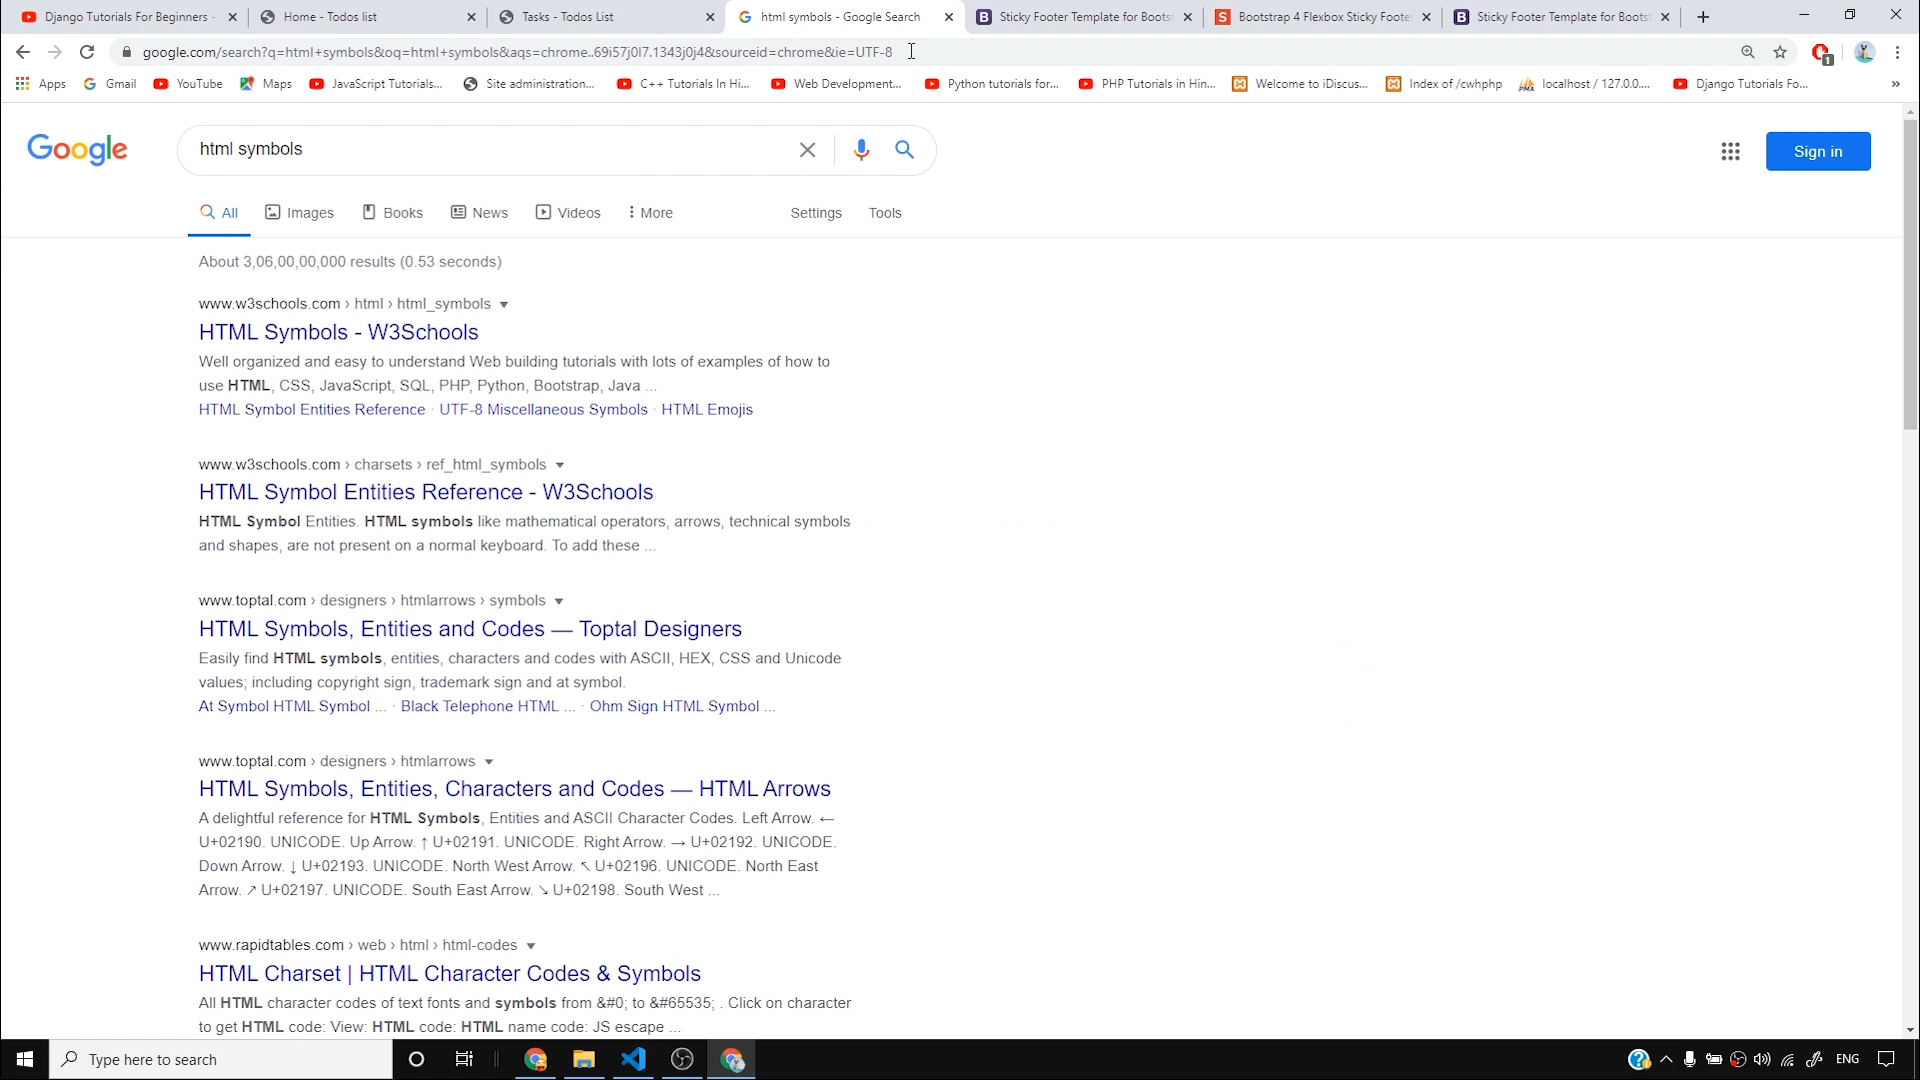 Django Tutorials For Beginners -
Home - Todos list
Tasks - Todos List
html symbols - Google Search
Sticky Footer Template for Boots
Bootstrap 4 Flexbox Sticky Foote
Sticky Footer Template for Boots
google.com/search?q=html+symbols&oq=html+symbols&aqs=chrome..69i57j0l7.1343j0j4&sourceid=chrome&ie=UTF-8
1
Apps
Gmail
YouTube
Maps
JavaScript Tutorials...
Site administration...
C++ Tutorials In Hi...
Web Development...
Python tutorials for...
PHP Tutorials in Hin...
Welcome to iDiscus...
Index of /cwhphp
localhost / 127.0.0....
Django Tutorials Fo...
»
Google
html symbols
Sign in
All
Images
Books
News
Videos
More
Settings
Tools
About 3,06,00,00,000 results (0.53 seconds)
www.w3schools.com › html › html_symbols
HTML Symbols - W3Schools
Well organized and easy to understand Web building tutorials with lots of examples of how to
use HTML, CSS, JavaScript, SQL, PHP, Python, Bootstrap, Java ...
HTML Symbol Entities Reference · UTF-8 Miscellaneous Symbols · HTML Emojis
www.w3schools.com › charsets › ref_html_symbols
HTML Symbol Entities Reference - W3Schools
HTML Symbol Entities. HTML symbols like mathematical operators, arrows, technical symbols
and shapes, are not present on a normal keyboard. To add these ...
www.toptal.com › designers › htmlarrows › symbols
HTML Symbols, Entities and Codes — Toptal Designers
Easily find HTML symbols, entities, characters and codes with ASCII, HEX, CSS and Unicode
values; including copyright sign, trademark sign and at symbol.
At Symbol HTML Symbol ... · Black Telephone HTML ... · Ohm Sign HTML Symbol ...
www.toptal.com › designers › htmlarrows
HTML Symbols, Entities, Characters and Codes — HTML Arrows
A delightful reference for HTML Symbols, Entities and ASCII Character Codes. Left Arrow. ←
U+02190. UNICODE. Up Arrow. ↑ U+02191. UNICODE. Right Arrow. → U+02192. UNICODE.
Down Arrow. ↓ U+02193. UNICODE. North West Arrow. ↖ U+02196. UNICODE. North East
Arrow. ↗ U+02197. UNICODE. South East Arrow. ↘ U+02198. South West ...
www.rapidtables.com › web › html › html-codes
HTML Charset | HTML Character Codes & Symbols
All HTML character codes of text fonts and symbols from &#0; to &#65535; . Click on character
to get HTML code: View: HTML code: HTML name code: JS escape ...
Type here to search
ENG